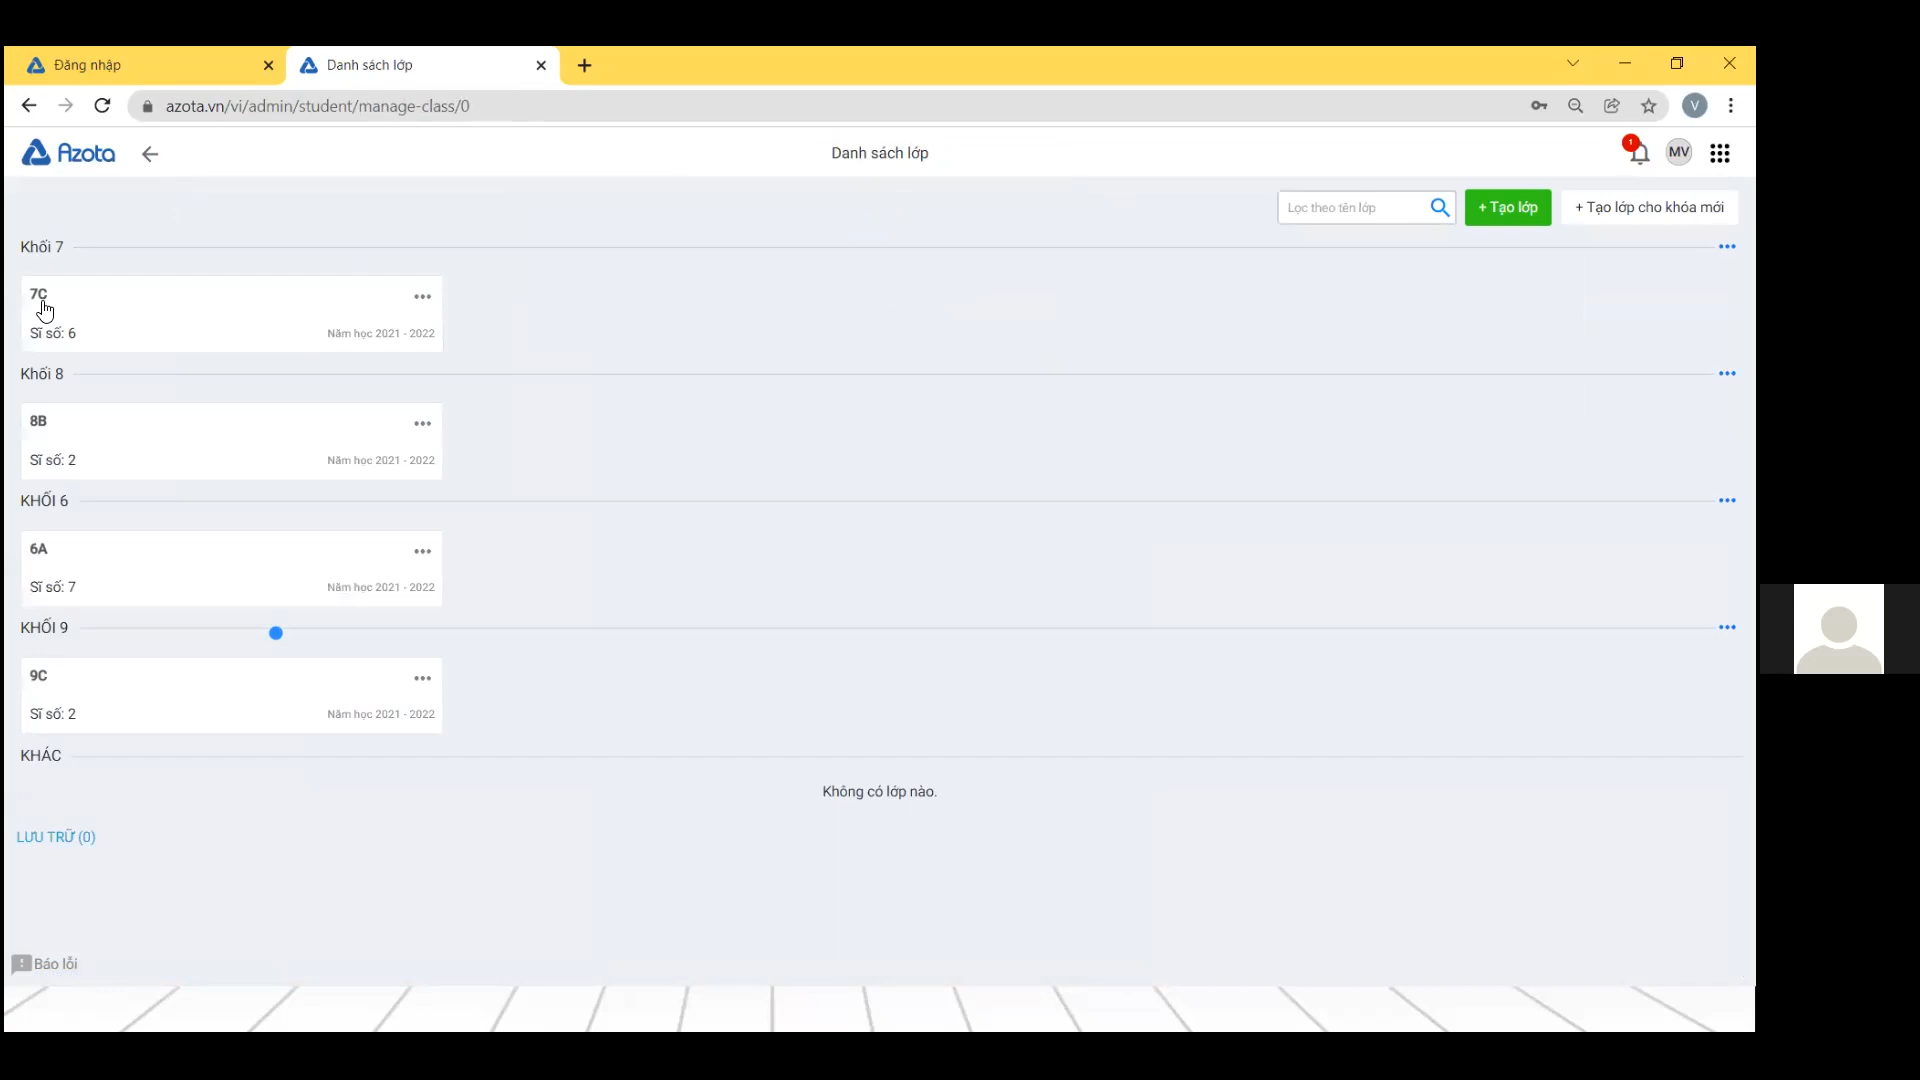 Đăng nhập
Danh sách lớp
azota.vn/vi/admin/student/manage-class/0
V
Azota
Danh sách lớp
1
MV
Lọc theo tên lớp
+ Tạo lớp
+ Tạo lớp cho khóa mới
Khối 7
7C
Sĩ số: 6
Năm học 2021 - 2022
Khối 8
8B
Sĩ số: 2
Năm học 2021 - 2022
KHỐI 6
6A
Sĩ số: 7
Năm học 2021 - 2022
KHỐI 9
9C
Sĩ số: 2
Năm học 2021 - 2022
KHÁC
Không có lớp nào.
LƯU TRỮ (0)
Báo lỗi